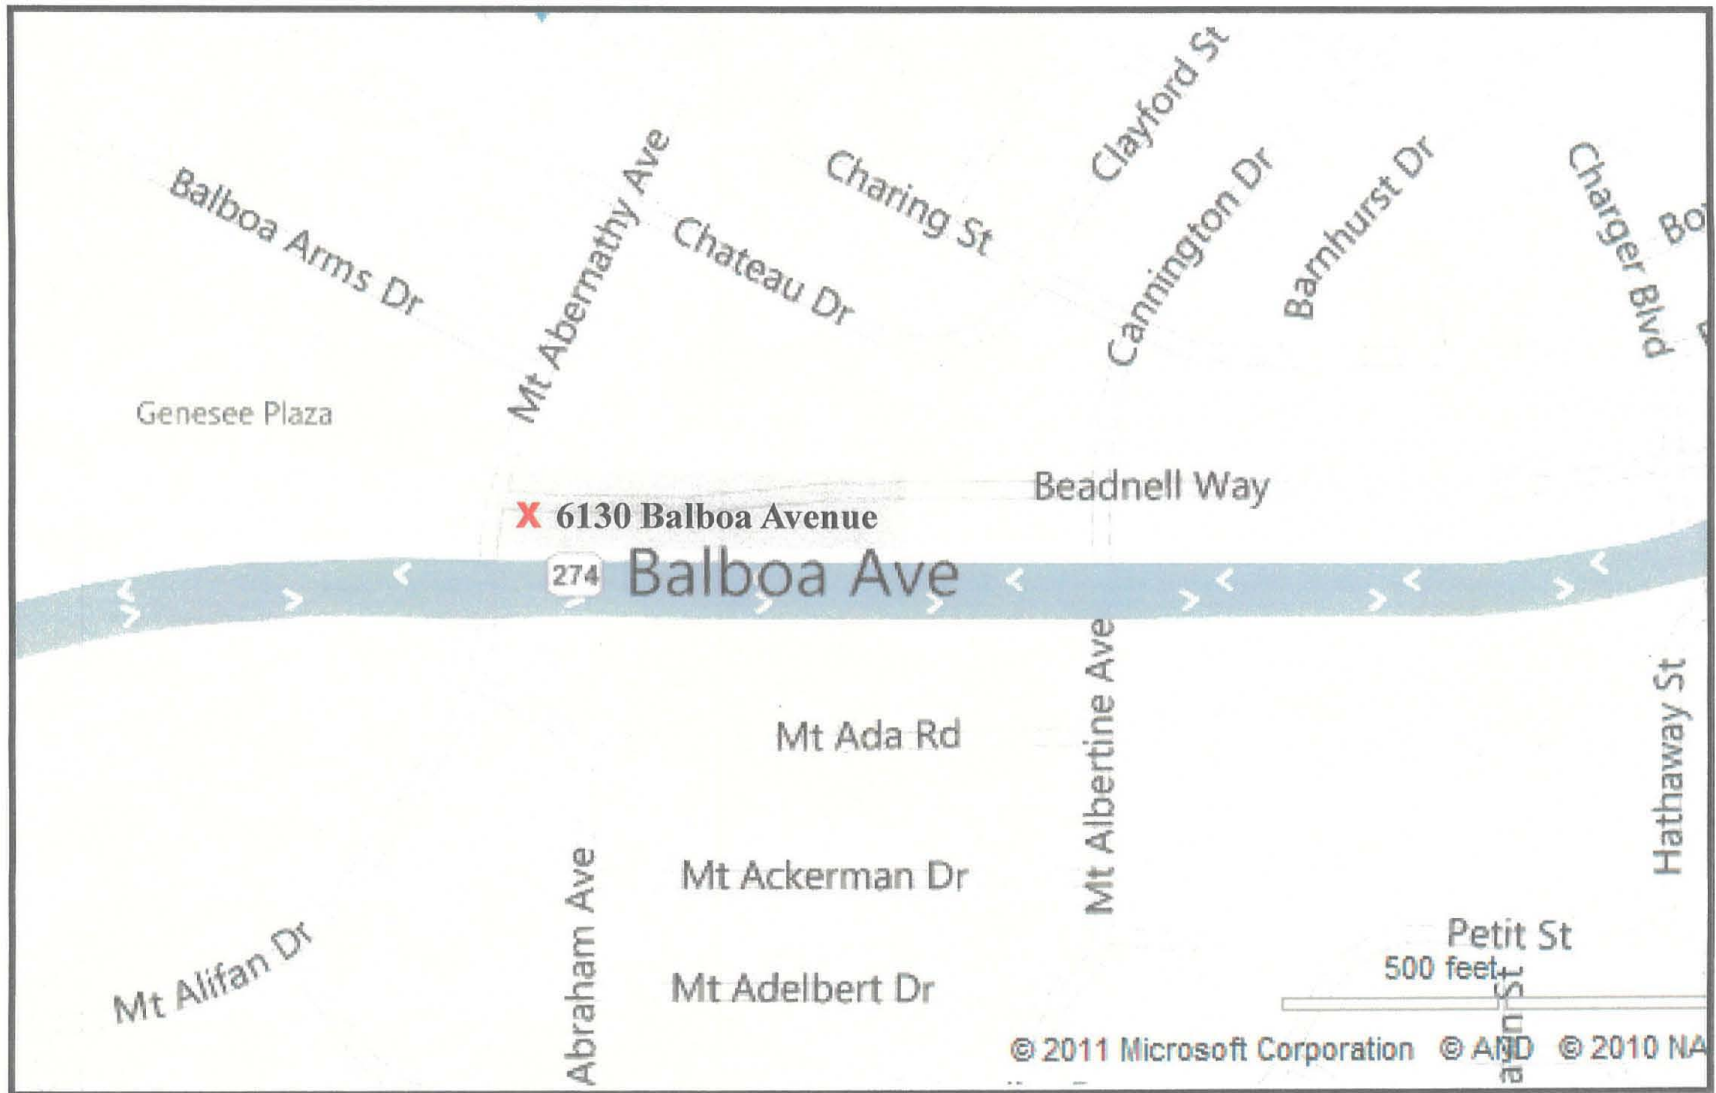 Clayford St
Mt Abernathy Ave
Charing St
Balboa Arms Dr
Chateau Dr
Cannington Dr
Barnhurst Dr
Charger Blvd
Genesee Plaza
Beadnell Way
X 6130 Balboa Avenue
274 Balboa Ave
Mt Ada Rd
Mt Albertine Ave
Hathaway St
Mt Ackerman Dr
Abraham Ave
Mt Alifan Dr
Mt Adelbert Dr
Petit St
500 feet
© 2011 Microsoft Corporation © AND © 2010 NA